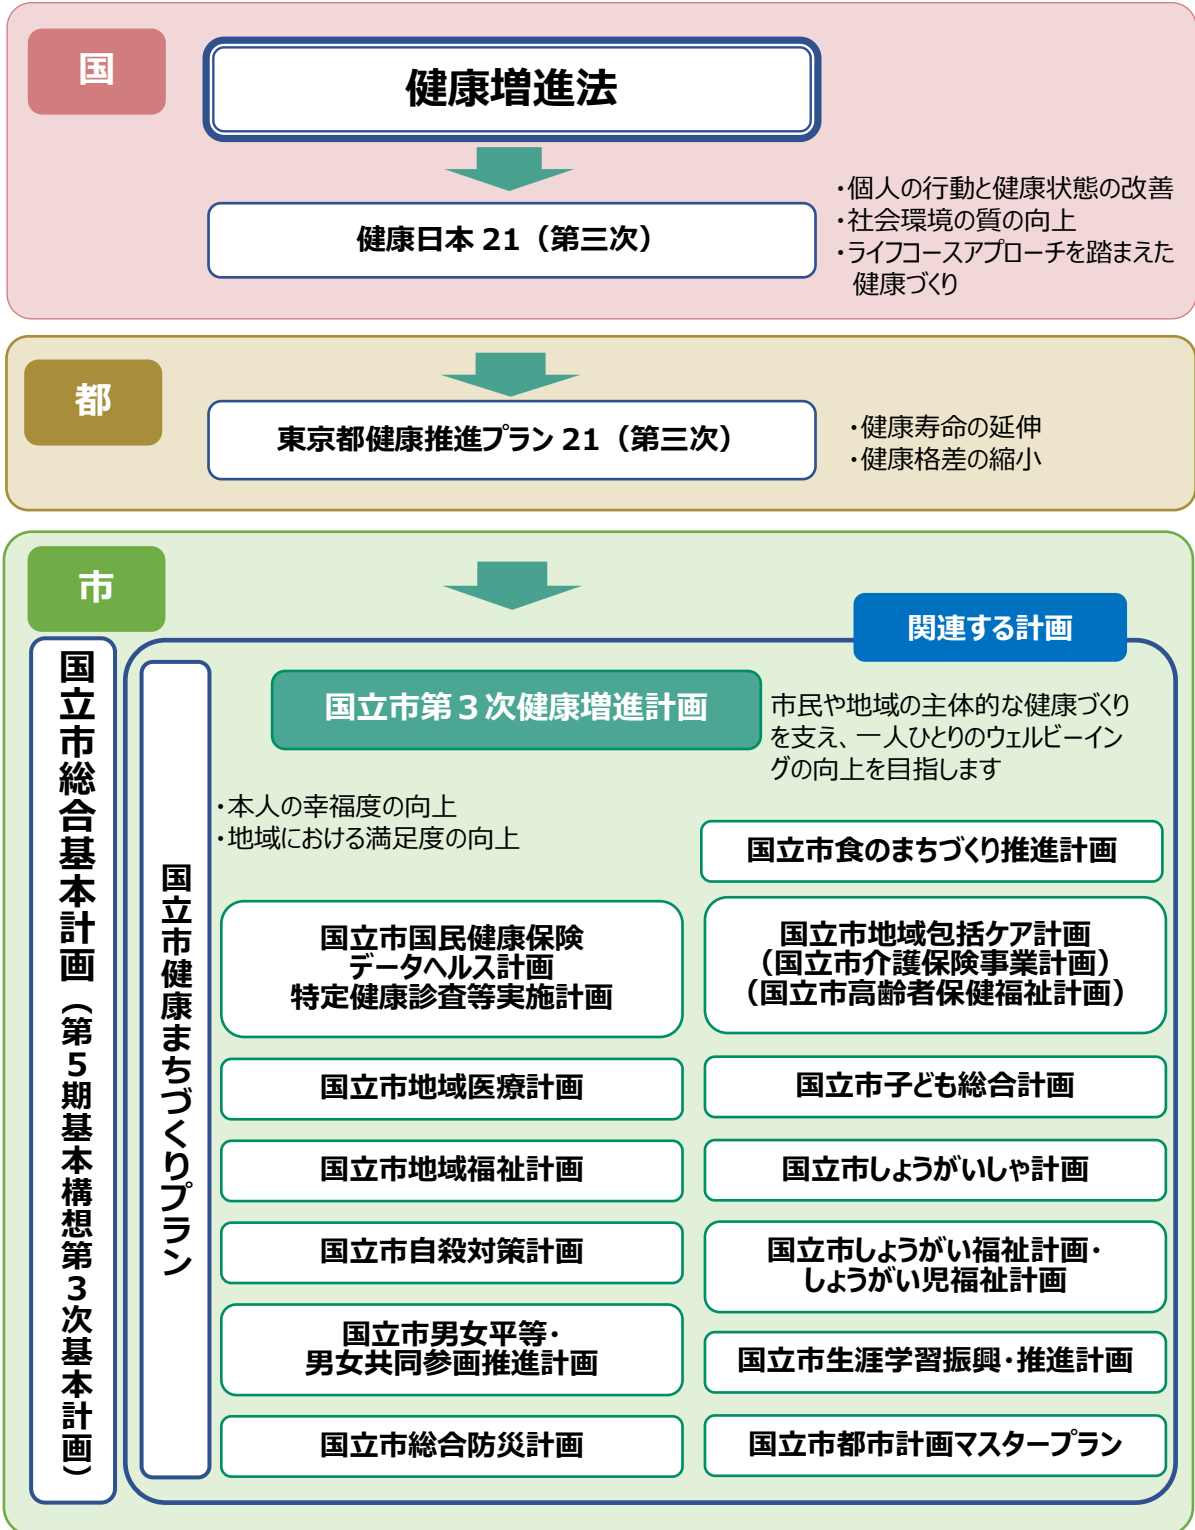 国
健康増進法
健康日本 21（第三次）
・個人の行動と健康状態の改善
・社会環境の質の向上
・ライフコースアプローチを踏まえた
健康づくり
都
東京都健康推進プラン 21（第三次）
・健康寿命の延伸
・健康格差の縮小
市
関連する計画
国立市総合基本計画（第5期基本構想第3次基本計画）
国立市健康まちづくりプラン
国立市第３次健康増進計画
市民や地域の主体的な健康づくり
を支え、一人ひとりのウェルビーイン
グの向上を目指します
・本人の幸福度の向上
・地域における満足度の向上
国立市食のまちづくり推進計画
国立市国民健康保険
データヘルス計画
特定健康診査等実施計画
国立市地域包括ケア計画
（国立市介護保険事業計画）
（国立市高齢者保健福祉計画）
国立市地域医療計画
国立市子ども総合計画
国立市地域福祉計画
国立市しょうがいしゃ計画
国立市自殺対策計画
国立市しょうがい福祉計画・
しょうがい児福祉計画
国立市男女平等・
男女共同参画推進計画
国立市生涯学習振興・推進計画
国立市総合防災計画
国立市都市計画マスタープラン